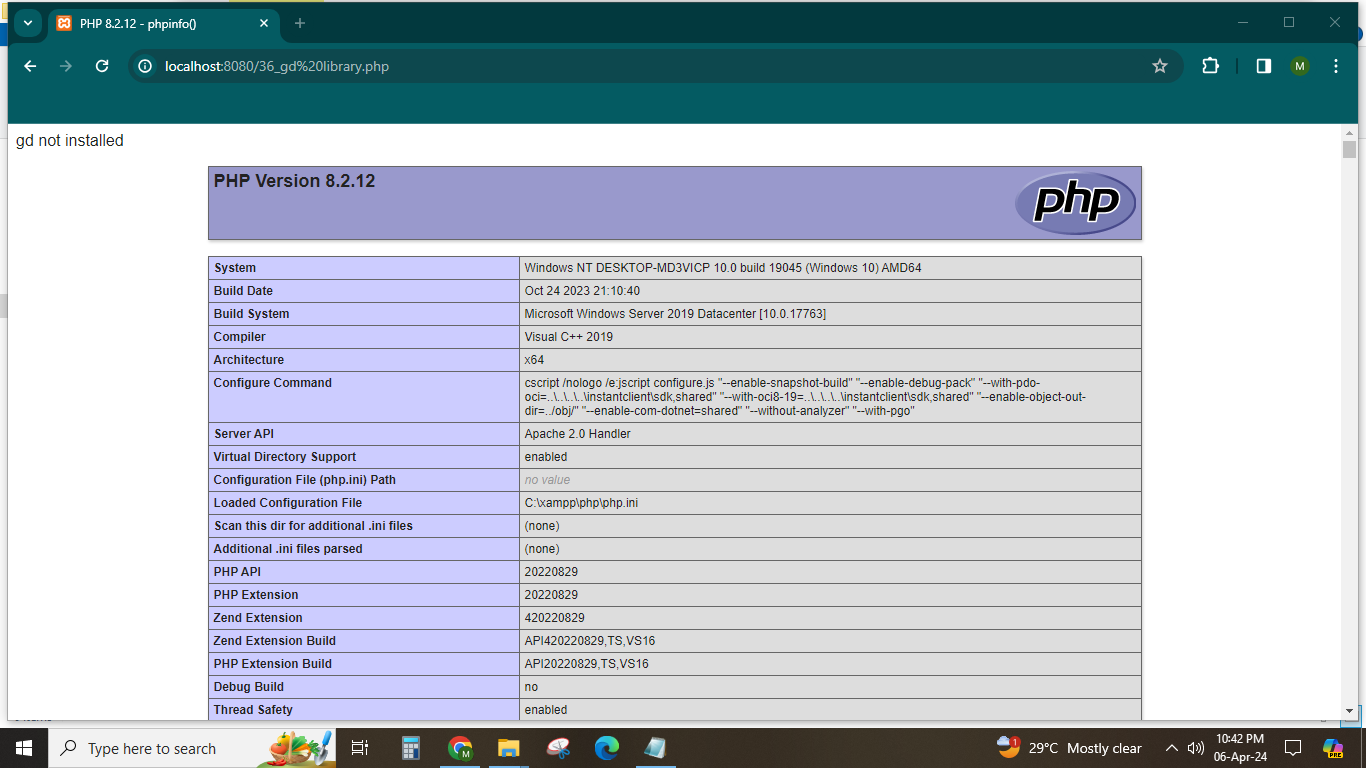 PHP 8.2.12 - phpinfo()
localhost:8080/36_gd%20library.php
M
gd not installed
PHP Version 8.2.12
php
System Windows NT DESKTOP-MD3VICP 10.0 build 19045 (Windows 10) AMD64
Build Date Oct 24 2023 21:10:40
Build System Microsoft Windows Server 2019 Datacenter [10.0.17763]
Compiler Visual C++ 2019
Architecture x64
Configure Command cscript /nologo /e:jscript configure.js "--enable-snapshot-build" "--enable-debug-pack" "--with-pdo-
oci=..\..\..\..\instantclient\sdk,shared" "--with-oci8-19=..\..\..\..\instantclient\sdk,shared" "--enable-object-out-
dir=../obj/" "--enable-com-dotnet=shared" "--without-analyzer" "--with-pgo"
Server API Apache 2.0 Handler
Virtual Directory Support enabled
Configuration File (php.ini) Path no value
Loaded Configuration File C:\xampp\php\php.ini
Scan this dir for additional .ini files (none)
Additional .ini files parsed (none)
PHP API 20220829
PHP Extension 20220829
Zend Extension 420220829
Zend Extension Build API420220829,TS,VS16
PHP Extension Build API20220829,TS,VS16
Debug Build no
Thread Safety enabled
Type here to search
M
1
29°C Mostly clear
10:42 PM
06-Apr-24
PRE